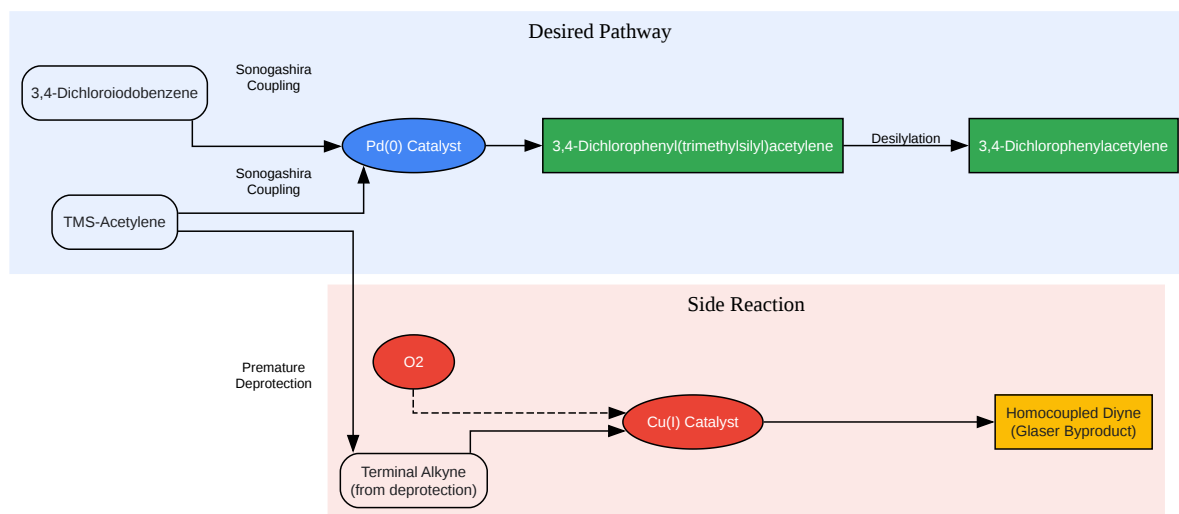 Desired Pathway
Sonogashira
Coupling
3,4-Dichloroiodobenzene
Pd(0) Catalyst
3,4-Dichlorophenyl(trimethylsilyl)acetylene
Desilylation
3,4-Dichlorophenylacetylene
Sonogashira
Coupling
TMS-Acetylene
Side Reaction
O2
Premature
Deprotection
Cu(I) Catalyst
Homocoupled Diyne
(Glaser Byproduct)
Terminal Alkyne
(from deprotection)